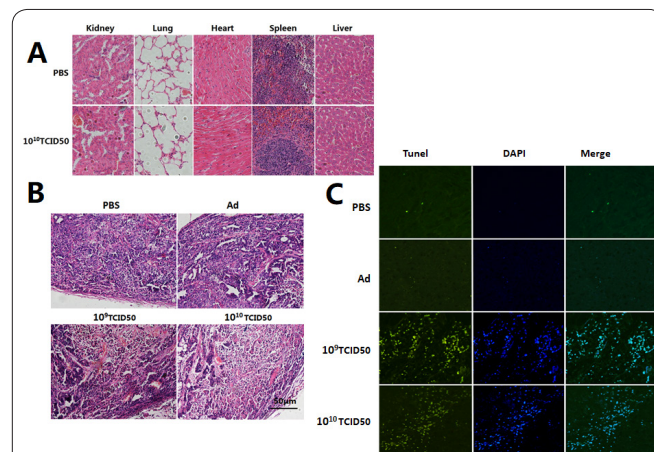 Kidney Lung Heart Spleen Liver
A
PBS
10¹⁰TCID50
B
PBS Ad
10⁹TCID50 10¹⁰TCID50
50μm
Tunel DAPI Merge
C
PBS
Ad
10⁹TCID50
10¹⁰TCID50